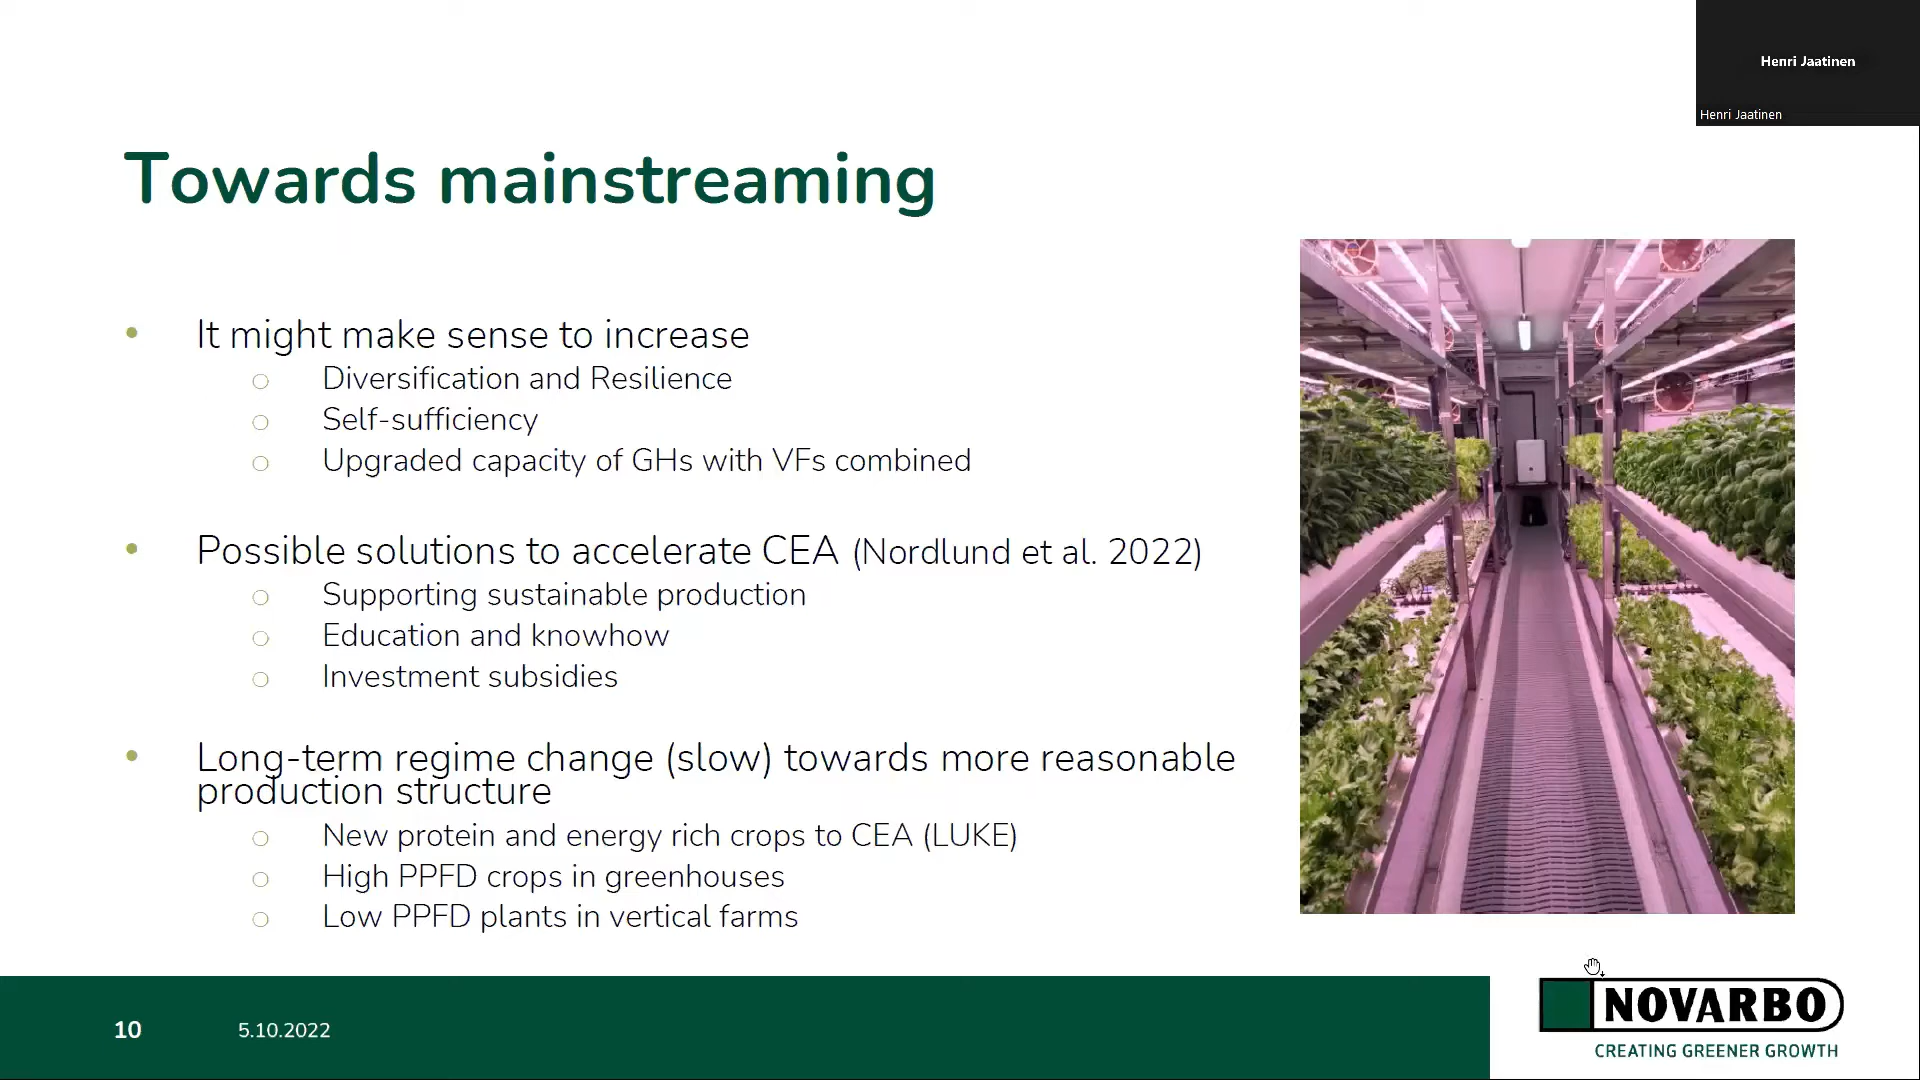 Henri Jaatinen
Henri Jaatinen
Towards mainstreaming
It might make sense to increase
Diversification and Resilience
Self-sufficiency
Upgraded capacity of GHs with VFs combined
Possible solutions to accelerate CEA (Nordlund et al. 2022)
Supporting sustainable production
Education and knowhow
Investment subsidies
Long-term regime change (slow) towards more reasonable
production structure
New protein and energy rich crops to CEA (LUKE)
High PPFD crops in greenhouses
Low PPFD plants in vertical farms
10 5.10.2022
NOVARBO
CREATING GREENER GROWTH